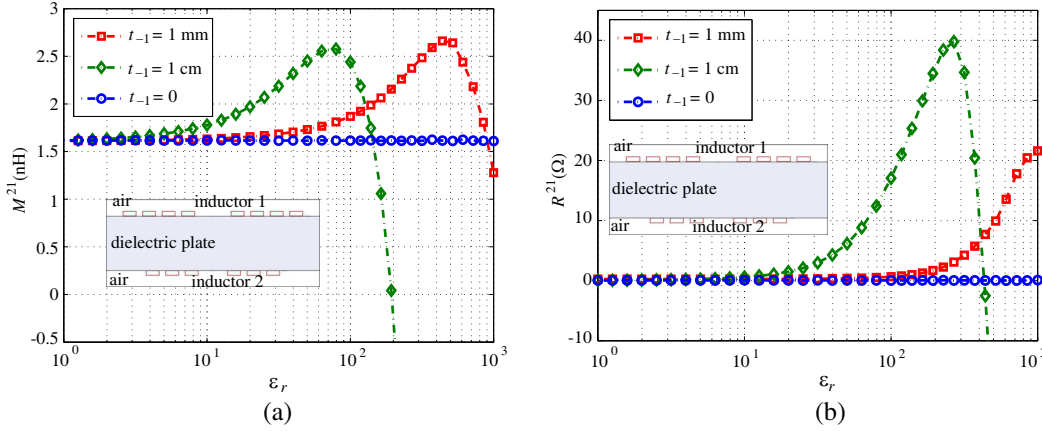 3
2.5
2
1.5
1
0.5
0
-0.5
M^21 (nH)
t_−1 = 1 mm
t_−1 = 1 cm
t_−1 = 0
air inductor 1
dielectric plate
air inductor 2
10^0 10^1 10^2 10^3
ε_r
(a)
40
30
20
10
0
-10
R^21 (Ω)
t_−1 = 1 mm
t_−1 = 1 cm
t_−1 = 0
air inductor 1
dielectric plate
air inductor 2
10^0 10^1 10^2 10^3
ε_r
(b)